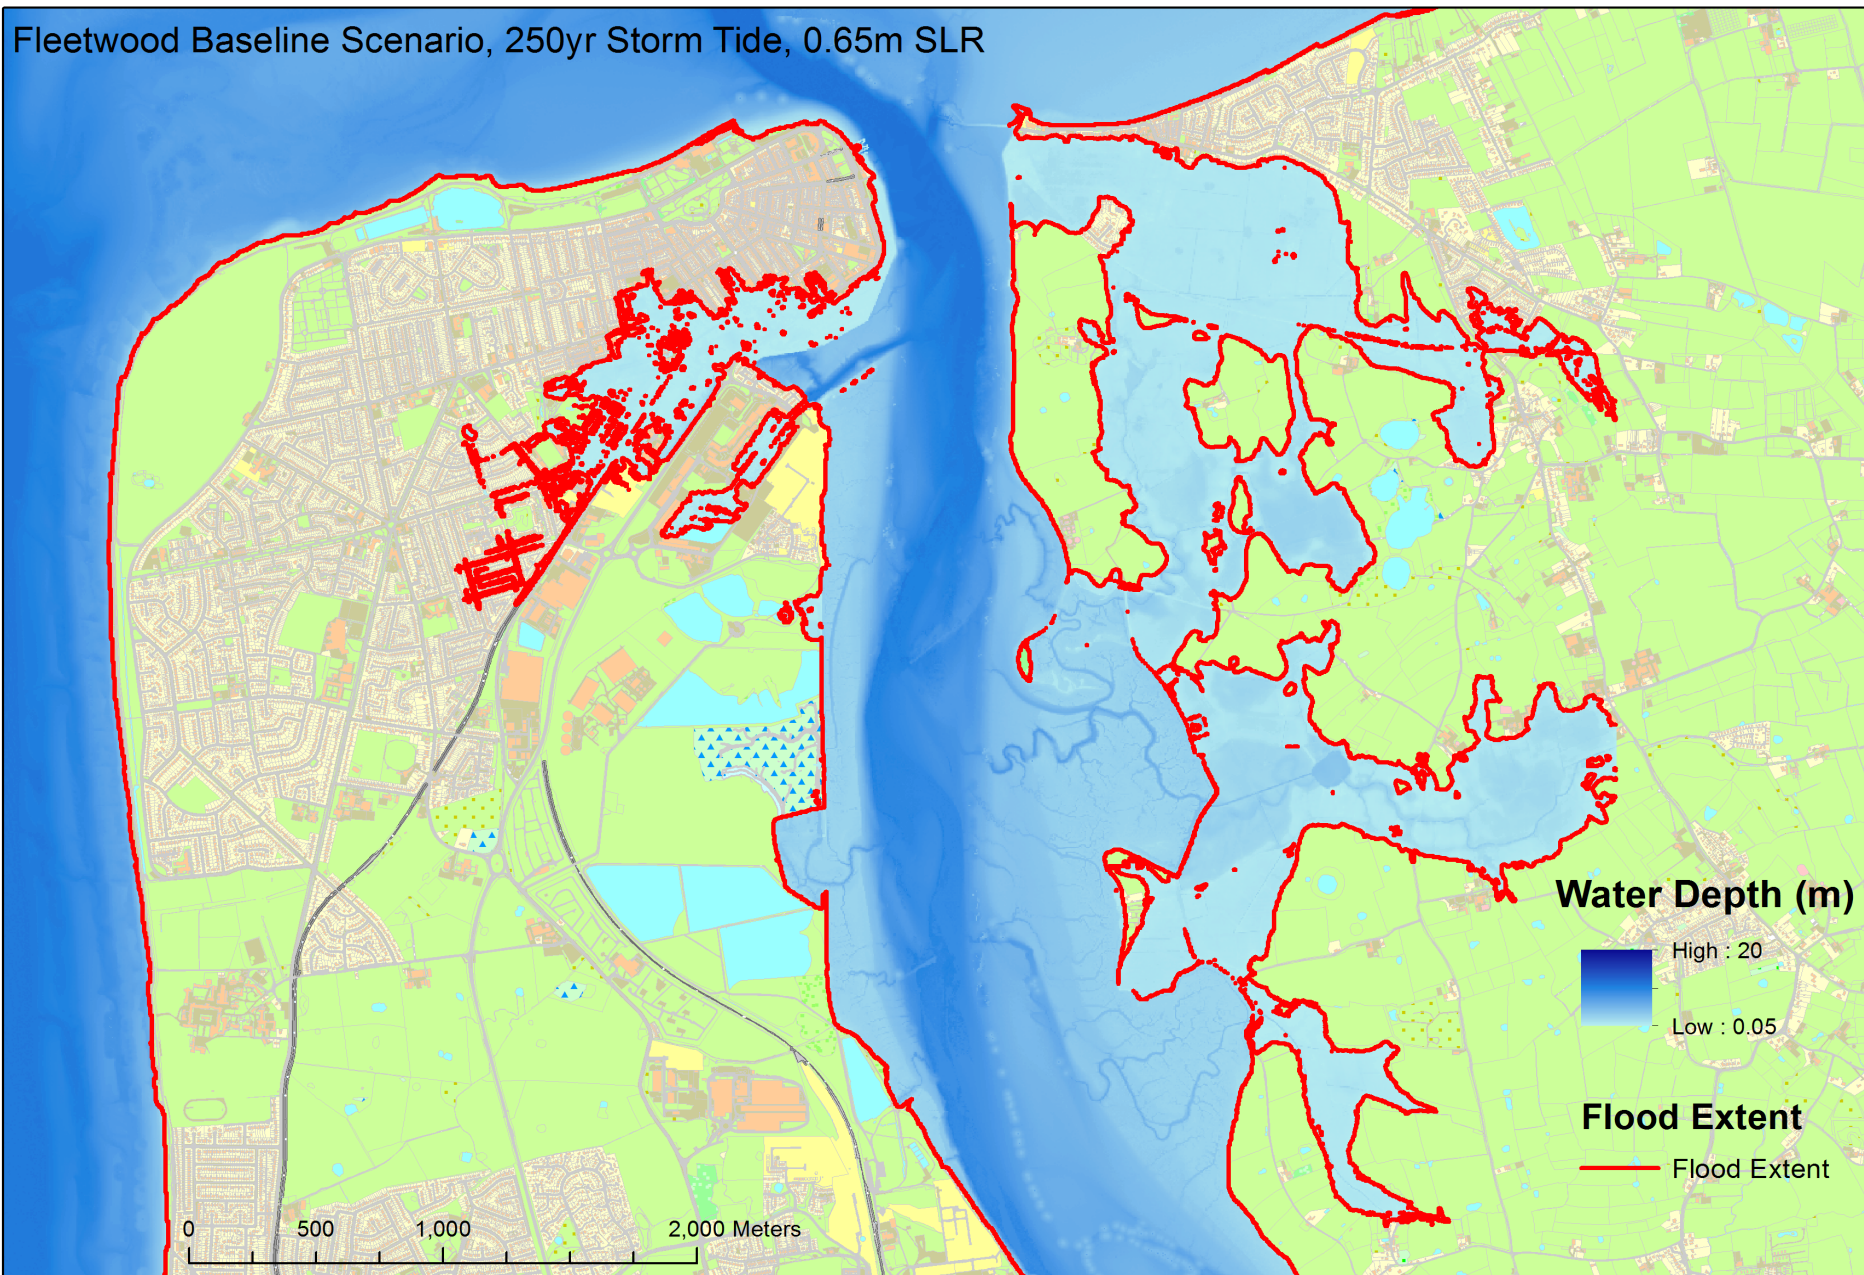 Fleetwood Baseline Scenario, 250yr Storm Tide, 0.65m SLR
Water Depth (m)
High : 20
Low : 0.05
Flood Extent
Flood Extent
0 500 1,000 2,000 Meters